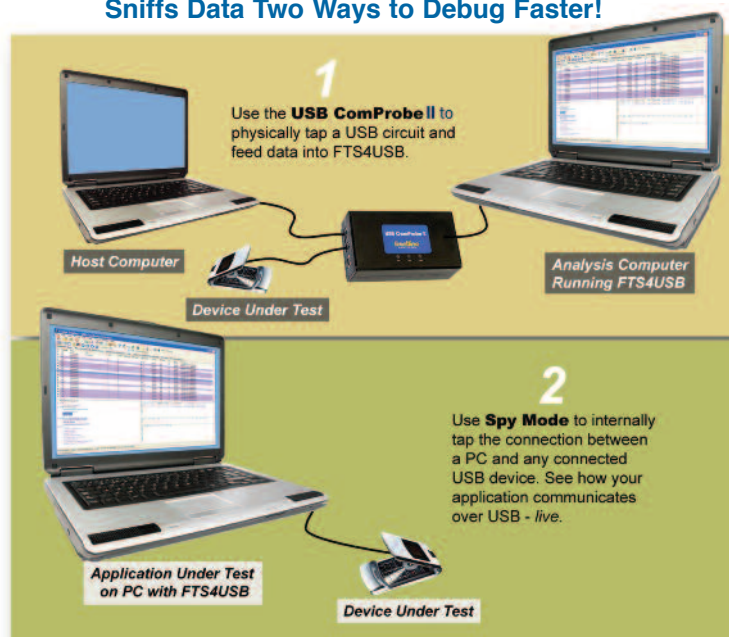 Sniffs Data Two Ways to Debug Faster!
1
Use the USB ComProbe II to
physically tap a USB circuit and
feed data into FTS4USB.
Host Computer
USB ComProbe II
Device Under Test
Analysis Computer
Running FTS4USB
2
Use Spy Mode to internally
tap the connection between
a PC and any connected
USB device. See how your
application communicates
over USB - live.
Application Under Test
on PC with FTS4USB
Device Under Test